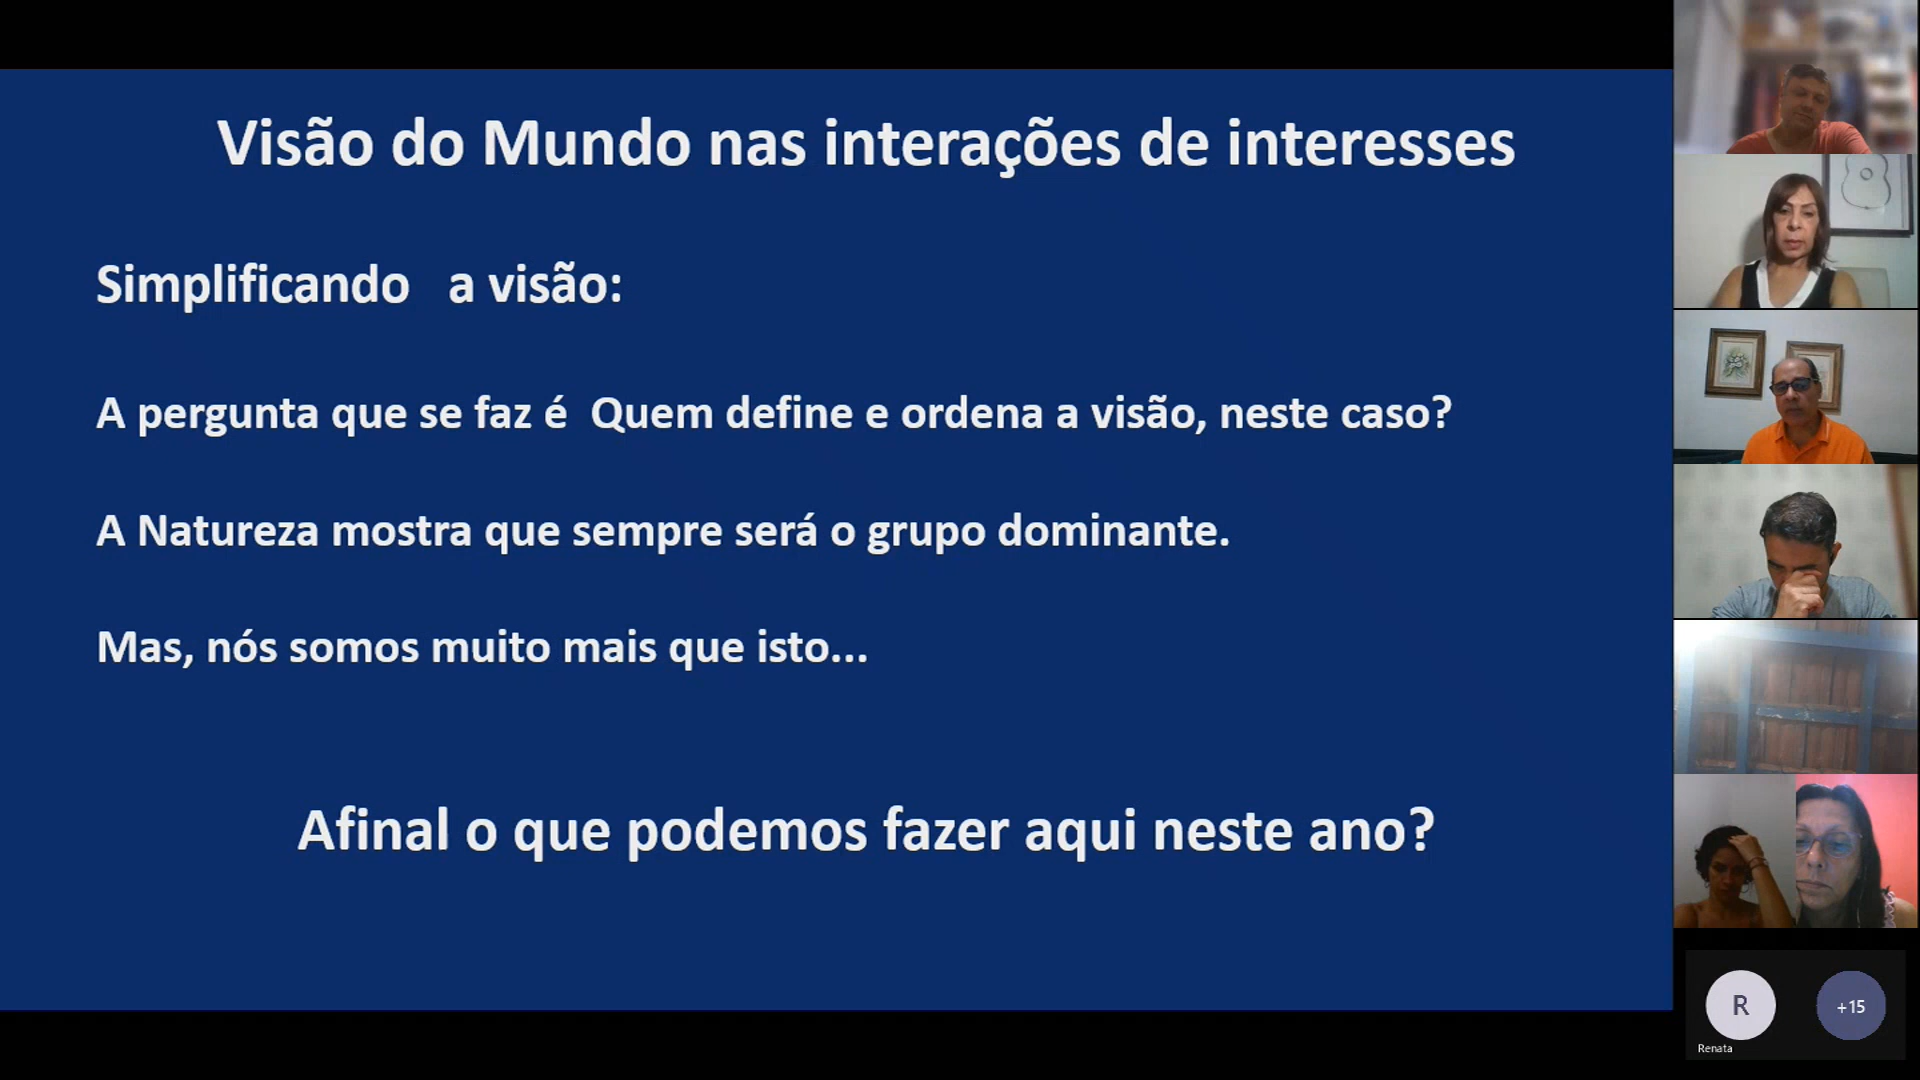 Visão do Mundo nas interações de interesses
Simplificando a visão:
A pergunta que se faz é Quem define e ordena a visão, neste caso?
A Natureza mostra que sempre será o grupo dominante.
Mas, nós somos muito mais que isto...
Afinal o que podemos fazer aqui neste ano?
R
+15
Renata